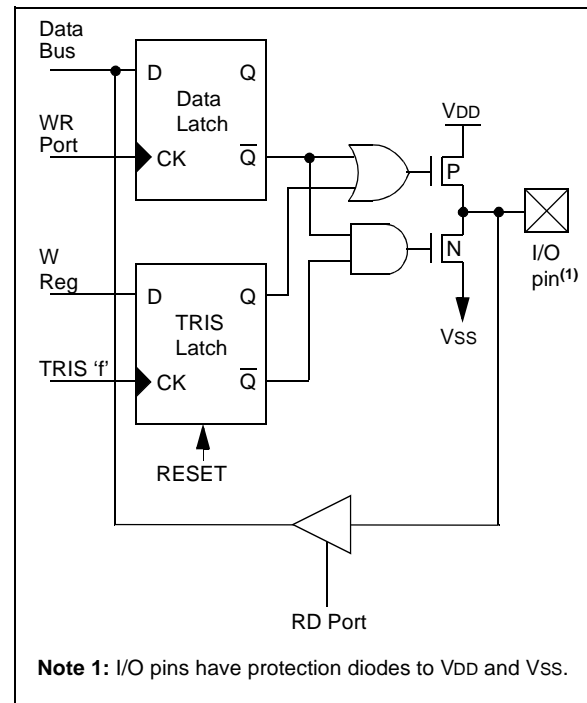 Data
Bus
D
Q
Data
Latch
WR
Port
CK
Q
VDD
P
N
I/O
pin(1)
VSS
W
Reg
D
Q
TRIS
Latch
TRIS 'f'
CK
Q
RESET
RD Port
Note 1: I/O pins have protection diodes to VDD and VSS.